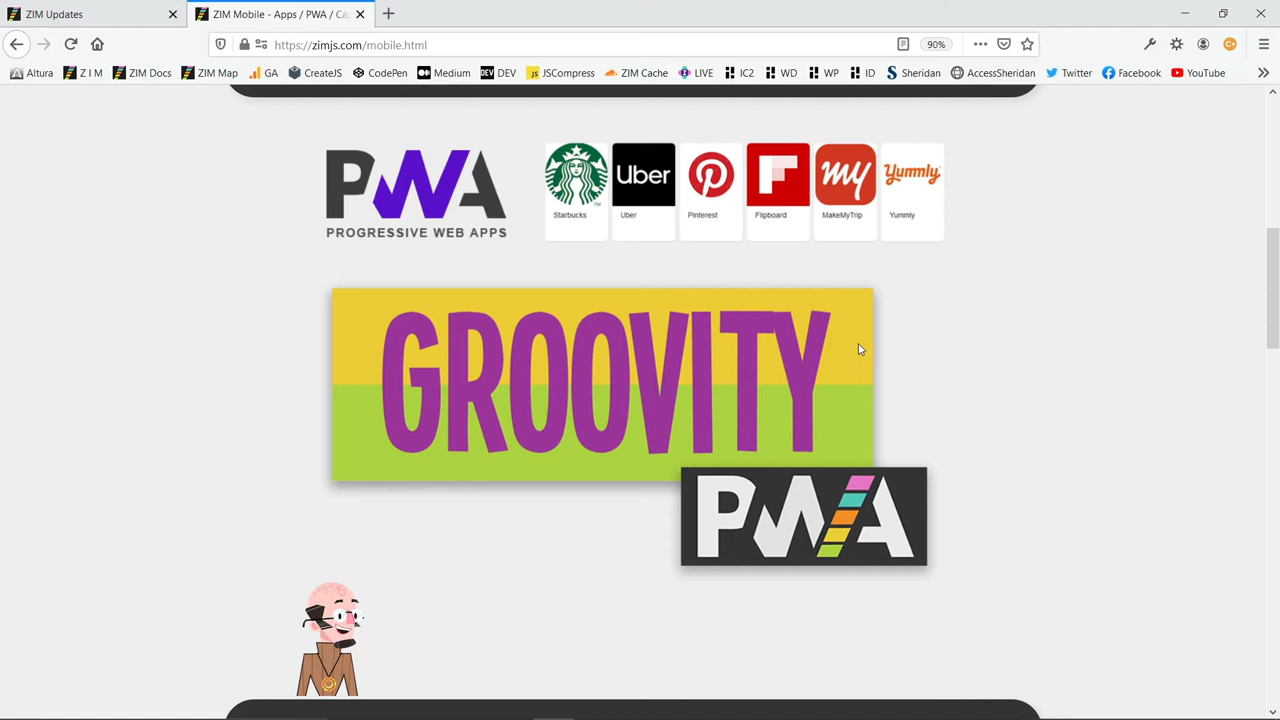 ZIM Updates
ZIM Mobile - Apps / PWA / Ca
https://zimjs.com/mobile.html
90%
Altura
Z I M
ZIM Docs
ZIM Map
GA
CreateJS
CodePen
Medium
DEV
JSCompress
ZIM Cache
LIVE
IC2
WD
WP
ID
Sheridan
AccessSheridan
Twitter
Facebook
YouTube
PWA
PROGRESSIVE WEB APPS
Uber
my
Yummly
Starbucks
Uber
Pinterest
Flipboard
MakeMyTrip
Yummly
GROOVITY
PWA